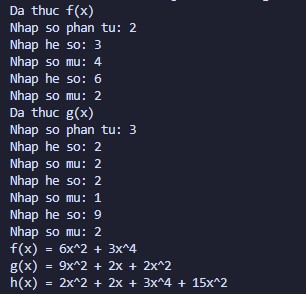 Da thuc f(x)
Nhap so phan tu: 2
Nhap he so: 3
Nhap so mu: 4
Nhap he so: 6
Nhap so mu: 2
Da thuc g(x)
Nhap so phan tu: 3
Nhap he so: 2
Nhap so mu: 2
Nhap he so: 2
Nhap so mu: 1
Nhap he so: 9
Nhap so mu: 2
f(x) = 6x^2 + 3x^4
g(x) = 9x^2 + 2x + 2x^2
h(x) = 2x^2 + 2x + 3x^4 + 15x^2